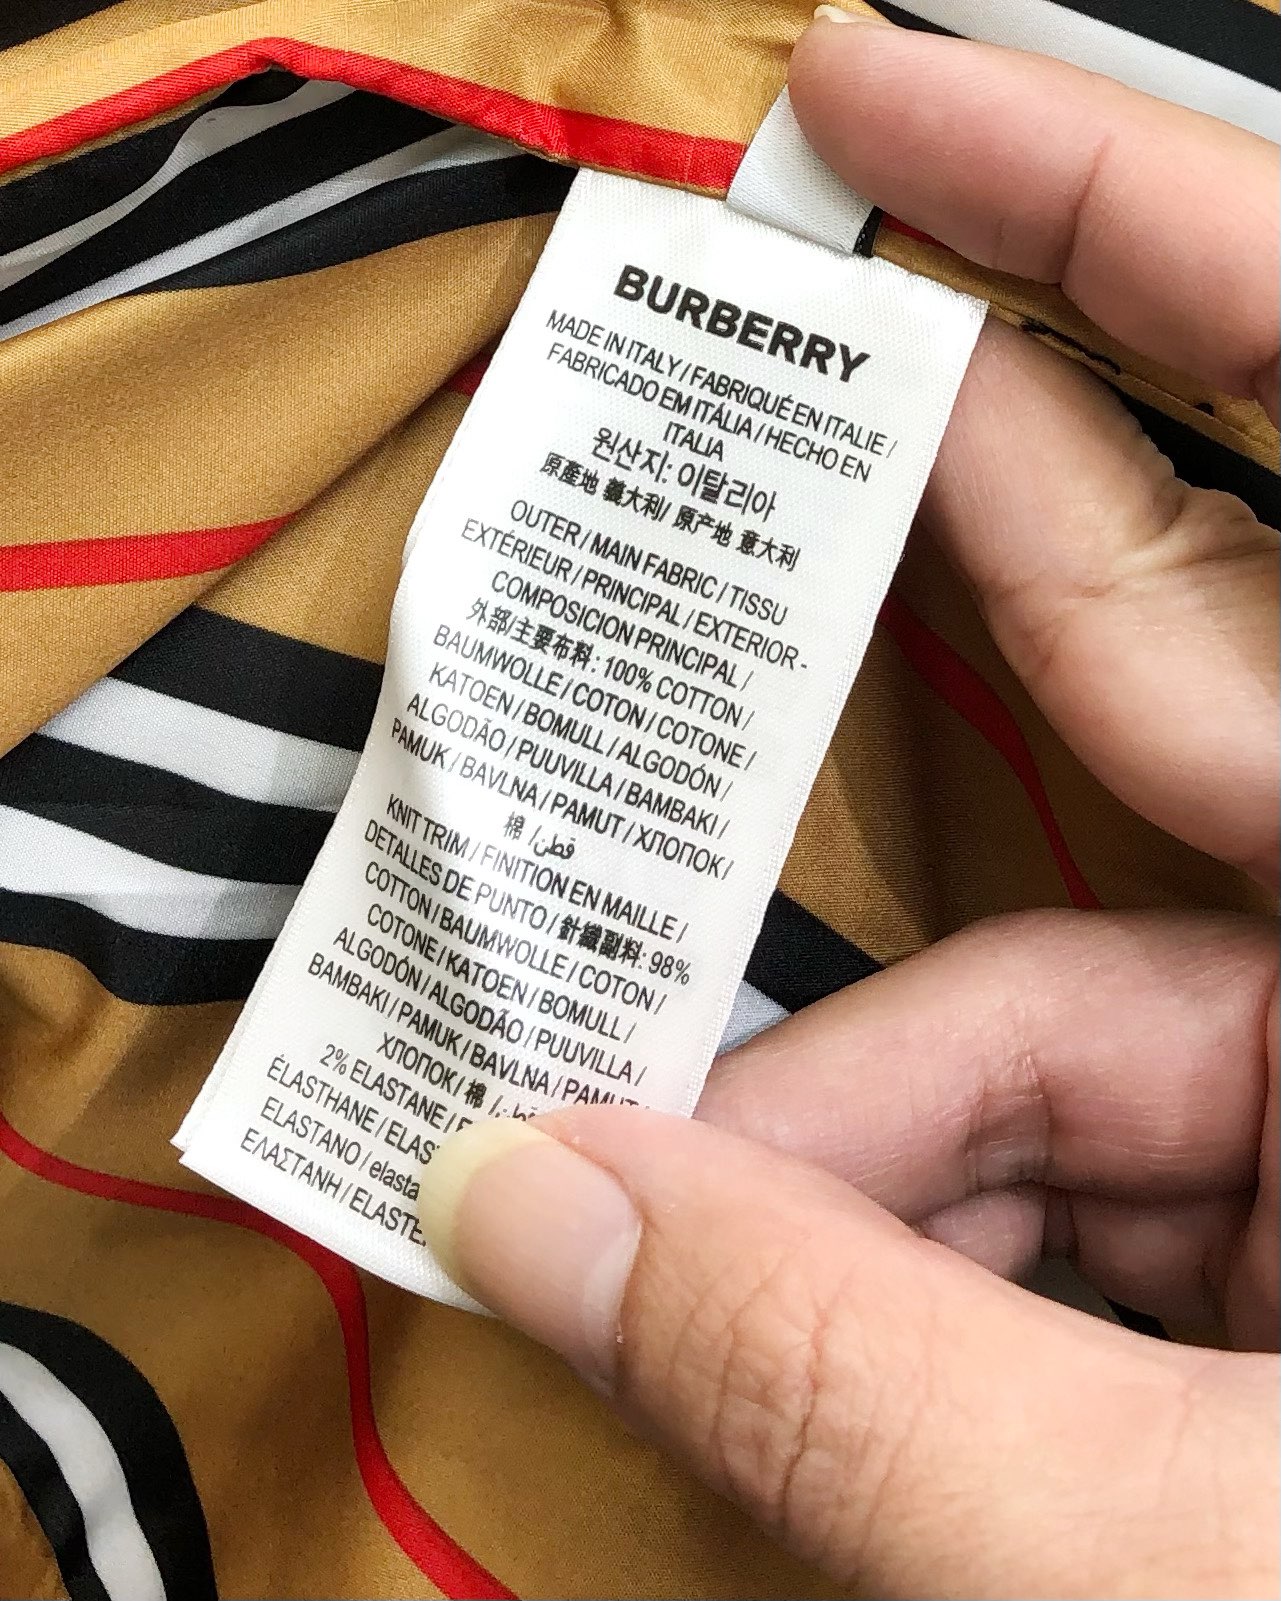 BURBERRY
MADE IN ITALY / FABRIQUÉ EN ITALIE /
FABRICADO EM ITÁLIA / HECHO EN
ITALIA
원산지: 이탈리아
原產地 義大利/ 原产地 意大利
OUTER / MAIN FABRIC / TISSU
EXTÉRIEUR / PRINCIPAL / EXTERIOR -
COMPOSICION PRINCIPAL /
外部/主要布料: 100% COTTON /
BAUMWOLLE / COTON / COTONE /
KATOEN / BOMULL / ALGODÓN /
ALGODÃO / PUUVILLA / BAMBAKI /
PAMUK / BAVLNA / PAMUT / ХЛОПОК /
棉 / قطن
KNIT TRIM / FINITION EN MAILLE /
DETALLES DE PUNTO / 針織副料: 98%
COTTON / BAUMWOLLE / COTON /
COTONE / KATOEN / BOMULL /
ALGODÓN / ALGODÃO / PUUVILLA /
BAMBAKI / PAMUK / BAVLNA / PAMUT
ХЛОПОК / 棉 /
2% ELASTANE /
ÉLASTHANE /
ELASTANO /
ΕΛΑΣΤΑΝΗ /